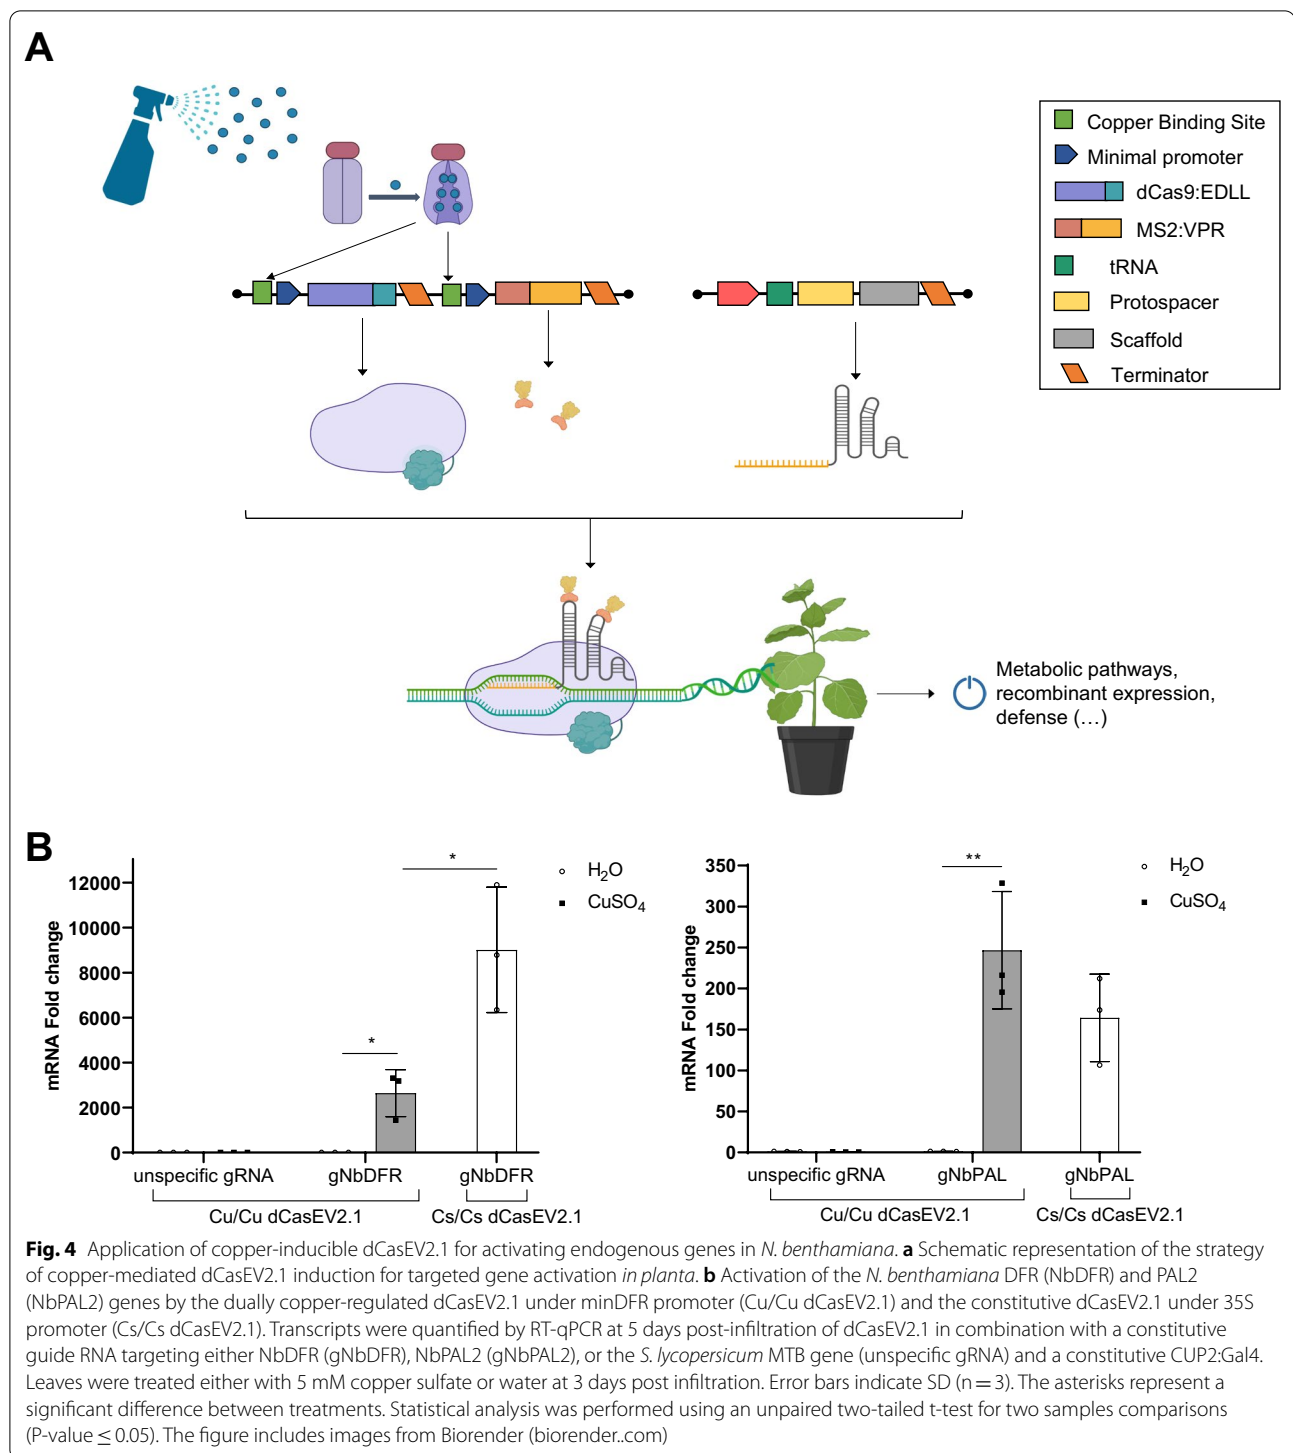 A
Copper Binding Site
Minimal promoter
dCas9:EDLL
MS2:VPR
tRNA
Protospacer
Scaffold
Terminator
Metabolic pathways,
recombinant expression,
defense (…)
B
mRNA Fold change
12000
10000
8000
6000
4000
2000
0
*
*
H₂O
CuSO₄
unspecific gRNA
gNbDFR
gNbDFR
Cu/Cu dCasEV2.1
Cs/Cs dCasEV2.1
mRNA Fold change
350
300
250
200
150
100
50
0
**
H₂O
CuSO₄
unspecific gRNA
gNbPAL
gNbPAL
Cu/Cu dCasEV2.1
Cs/Cs dCasEV2.1
Fig. 4 Application of copper-inducible dCasEV2.1 for activating endogenous genes in N. benthamiana. a Schematic representation of the strategy
of copper-mediated dCasEV2.1 induction for targeted gene activation in planta. b Activation of the N. benthamiana DFR (NbDFR) and PAL2
(NbPAL2) genes by the dually copper-regulated dCasEV2.1 under minDFR promoter (Cu/Cu dCasEV2.1) and the constitutive dCasEV2.1 under 35S
promoter (Cs/Cs dCasEV2.1). Transcripts were quantified by RT-qPCR at 5 days post-infiltration of dCasEV2.1 in combination with a constitutive
guide RNA targeting either NbDFR (gNbDFR), NbPAL2 (gNbPAL2), or the S. lycopersicum MTB gene (unspecific gRNA) and a constitutive CUP2:Gal4.
Leaves were treated either with 5 mM copper sulfate or water at 3 days post infiltration. Error bars indicate SD (n = 3). The asterisks represent a
significant difference between treatments. Statistical analysis was performed using an unpaired two-tailed t-test for two samples comparisons
(P-value ≤ 0.05). The figure includes images from Biorender (biorender..com)